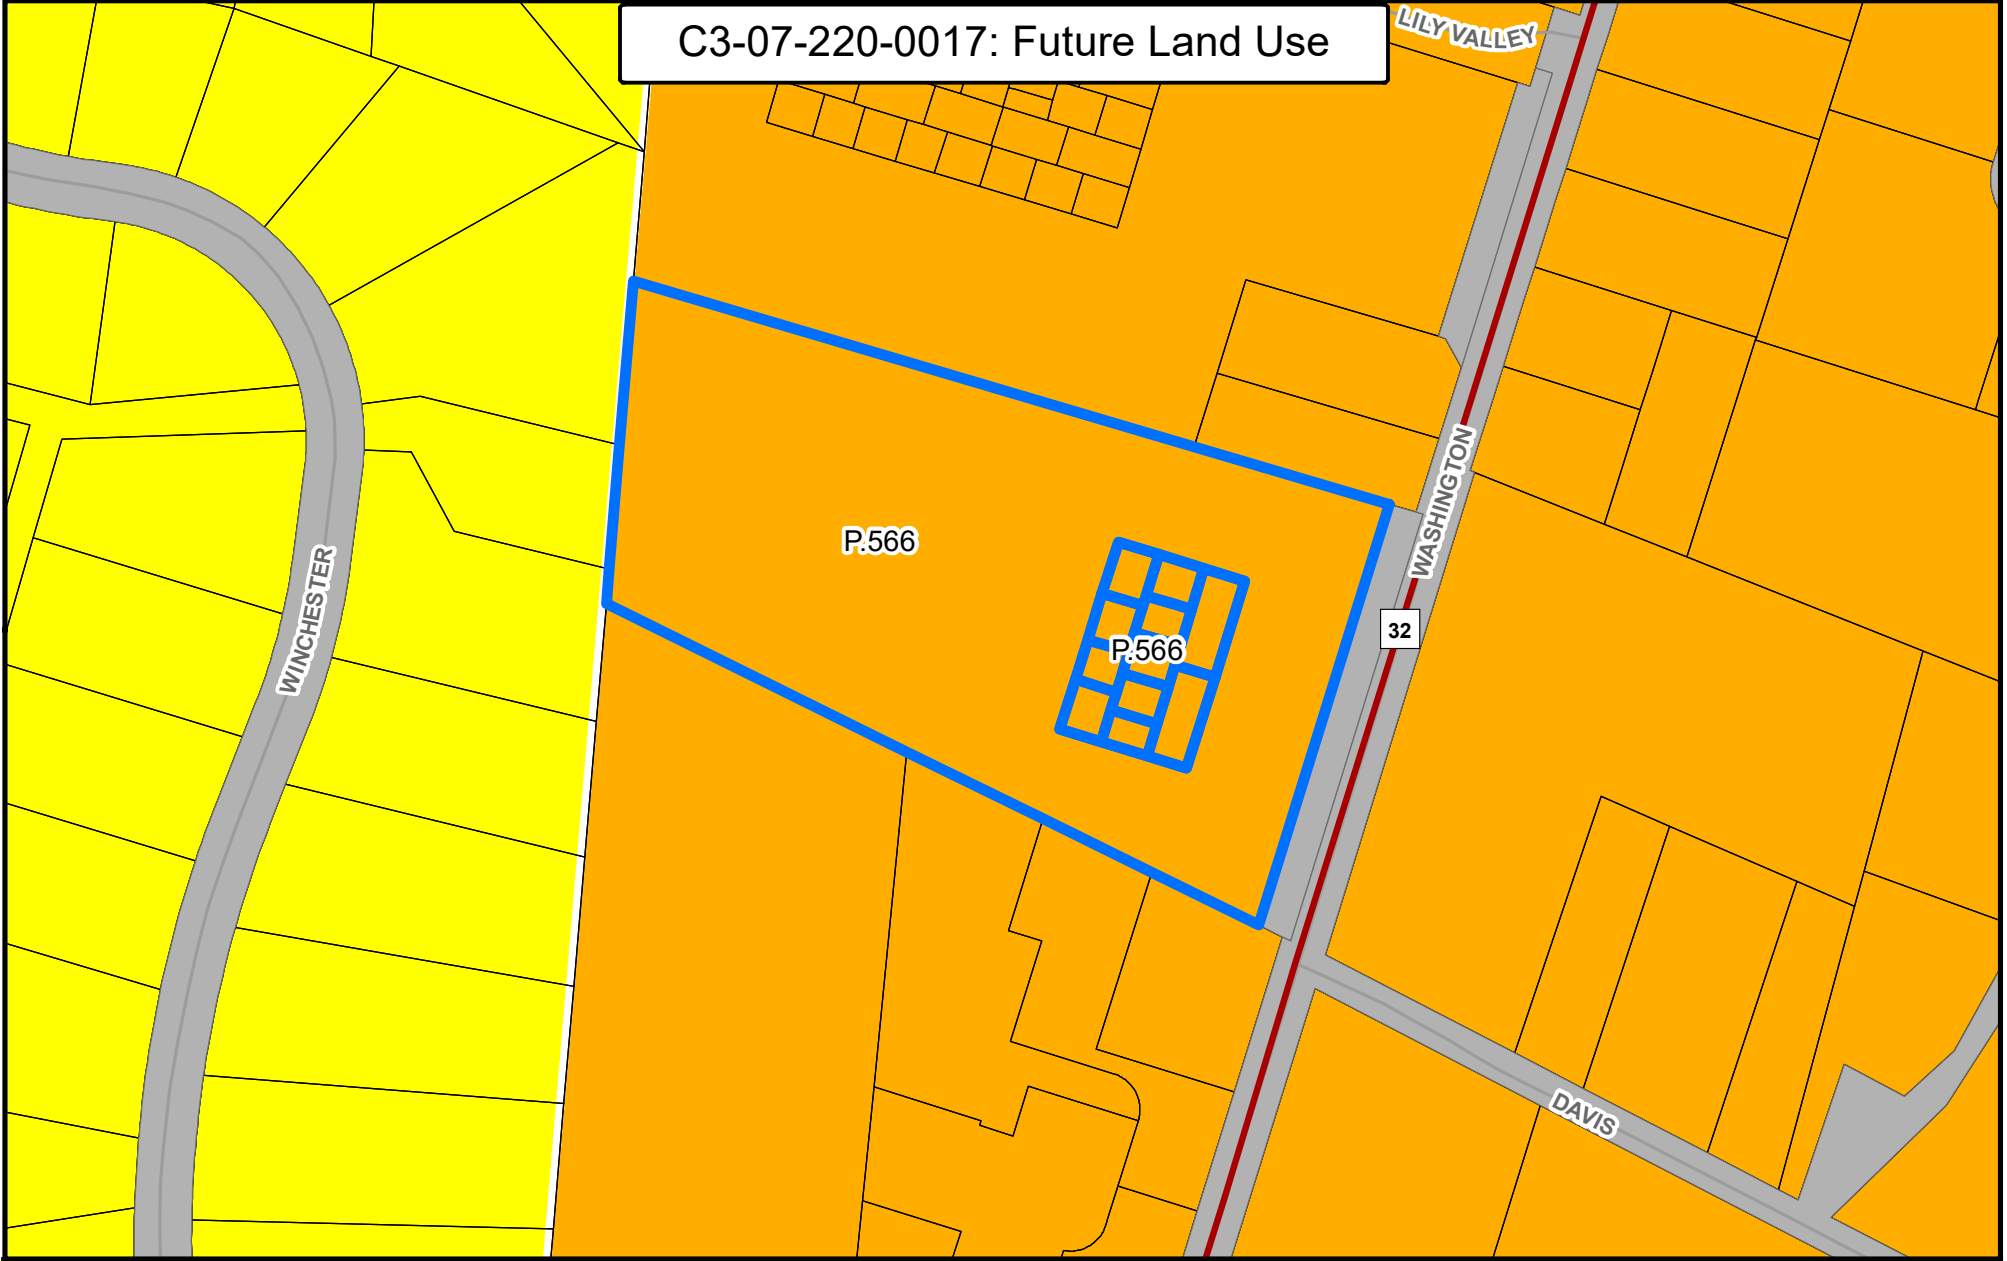 C3-07-220-0017: Future Land Use
LILY VALLEY
WASHINGTON
P.566
WINCHESTER
32
P.566
DAVIS